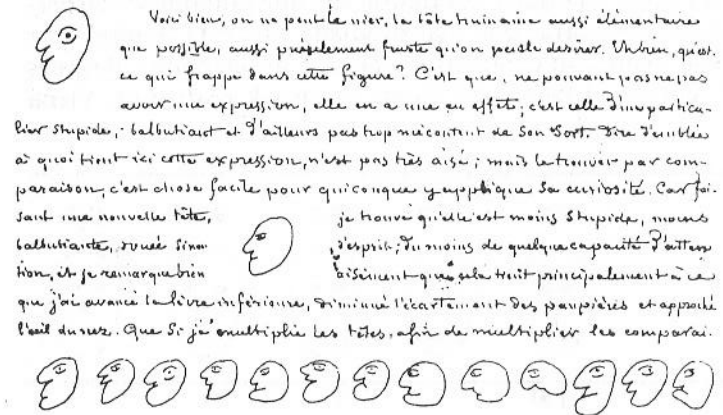 Voici bien, on ne peut le nier, la tête humaine aussi élémentaire
que possible, aussi puérilement fruste qu'on puisse désirer. Eh bien, qu'est-
ce qui frappe dans cette figure? C'est que, ne pouvant pas ne pas
avoir une expression, elle en a une en effet; c'est celle d'un particu-
lier stupide, balbutiant et d'ailleurs pas trop mécontent de son sort. Dire d'emblée
à quoi tient ici cette expression, n'est pas très aisé; mais le trouver par com-
paraison, c'est chose facile pour quiconque y applique sa curiosité. Car fai-
sant une nouvelle tête, je trouve qu'elle est moins stupide, moins
balbutiante, douée sinon d'esprit, du moins de quelque capacité d'atten-
tion, et je remarque bien aisément que cela tient principalement à ce
que j'ai avancé la lèvre inférieure, diminué l'écartement des paupières et approché
l'œil du nez. Que si je multiplie les têtes, afin de multiplier les comparai-